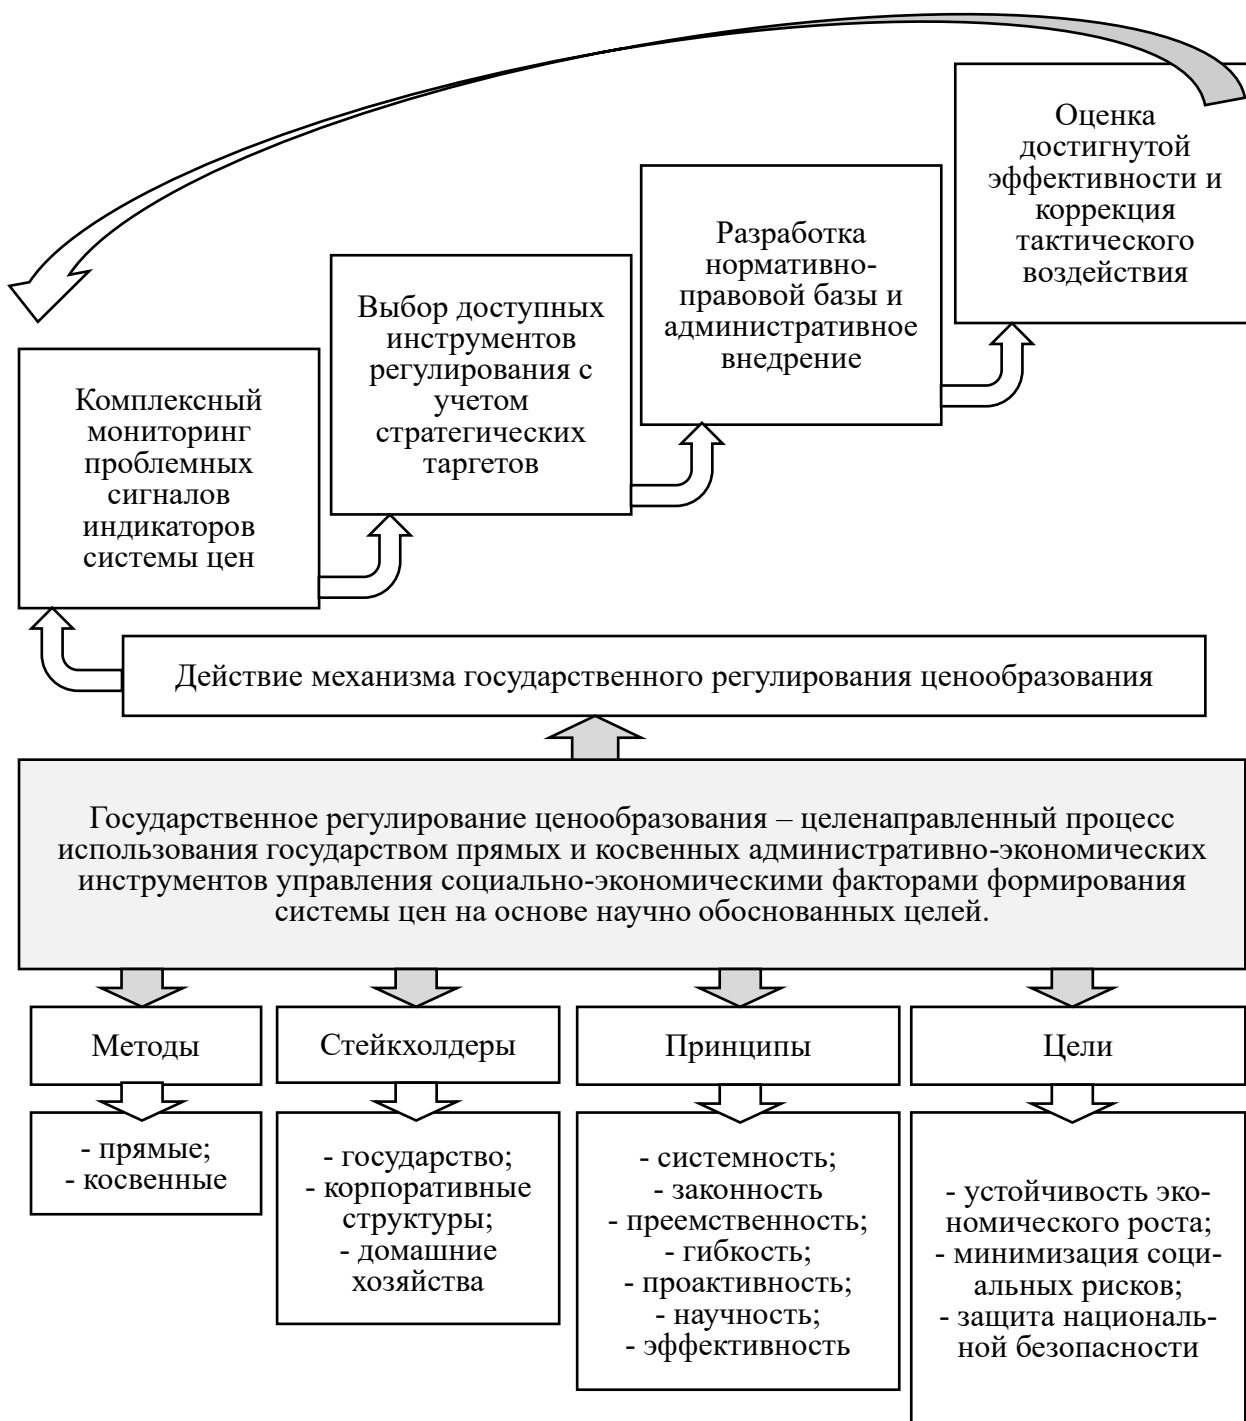 Оценка
достигнутой
эффективности и
коррекция
тактического
воздействия
Разработка
нормативно-
правовой базы и
административное
внедрение
Выбор доступных
инструментов
регулирования с
учетом
стратегических
таргетов
Комплексный
мониторинг
проблемных
сигналов
индикаторов
системы цен
Действие механизма государственного регулирования ценообразования
Государственное регулирование ценообразования – целенаправленный процесс
использования государством прямых и косвенных административно-экономических
инструментов управления социально-экономическими факторами формирования
системы цен на основе научно обоснованных целей.
Методы
- прямые;
- косвенные
Стейкхолдеры
- государство;
- корпоративные
структуры;
- домашние
хозяйства
Принципы
- системность;
- законность
- преемственность;
- гибкость;
- проактивность;
- научность;
- эффективность
Цели
- устойчивость эко-
номического роста;
- минимизация соци-
альных рисков;
- защита националь-
ной безопасности